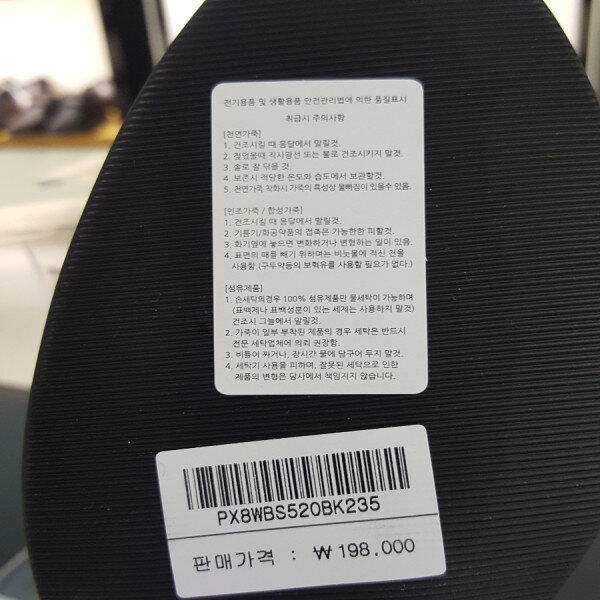 전기용품 및 생활용품 안전관리법에 의한 품질표시
취급시 주의사항
[천연가죽]
1. 건조시킬 때 응달에서 말릴것.
2. 젖었을때 직사광선 또는 불로 건조시키지 말것.
3. 솔로 잘 닦을 것.
4. 보존시 적당한 온도와 습도에서 보관할것.
5. 천연가죽 착화시 가죽의 특성상 물빠짐이 있을수 있음.
[인조가죽 / 합성가죽]
1. 건조시킬 때 응달에서 말릴것.
2. 기름기/화공약품의 접촉은 가능한한 피할것.
3. 화기옆에 놓으면 변화하거나 변형하는 일이 있음.
4. 표면의 때를 빼기 위하여는 비눗물에 적신 천을
사용할.(구두약등의 보혁유를 사용할 필요가 없다.)
[섬유제품]
1. 손세탁의경우 100% 섬유제품만 물세탁이 가능하며
(표백제나 표백성분이 있는 세제는 사용하지 말것)
건조시 그늘에서 말릴것.
2. 가죽이 일부 부착된 제품의 경우 세탁은 반드시
전문 세탁업체에 의뢰 권장함.
3. 비틀어 짜거나, 장시간 물에 담구어 두지 말것.
4. 세탁기 사용을 피하며, 잘못된 세탁으로 인한
제품의 변형은 당사에서 책임지지 않습니다.
PX8WBS520BK235
판매가격 : ₩198,000